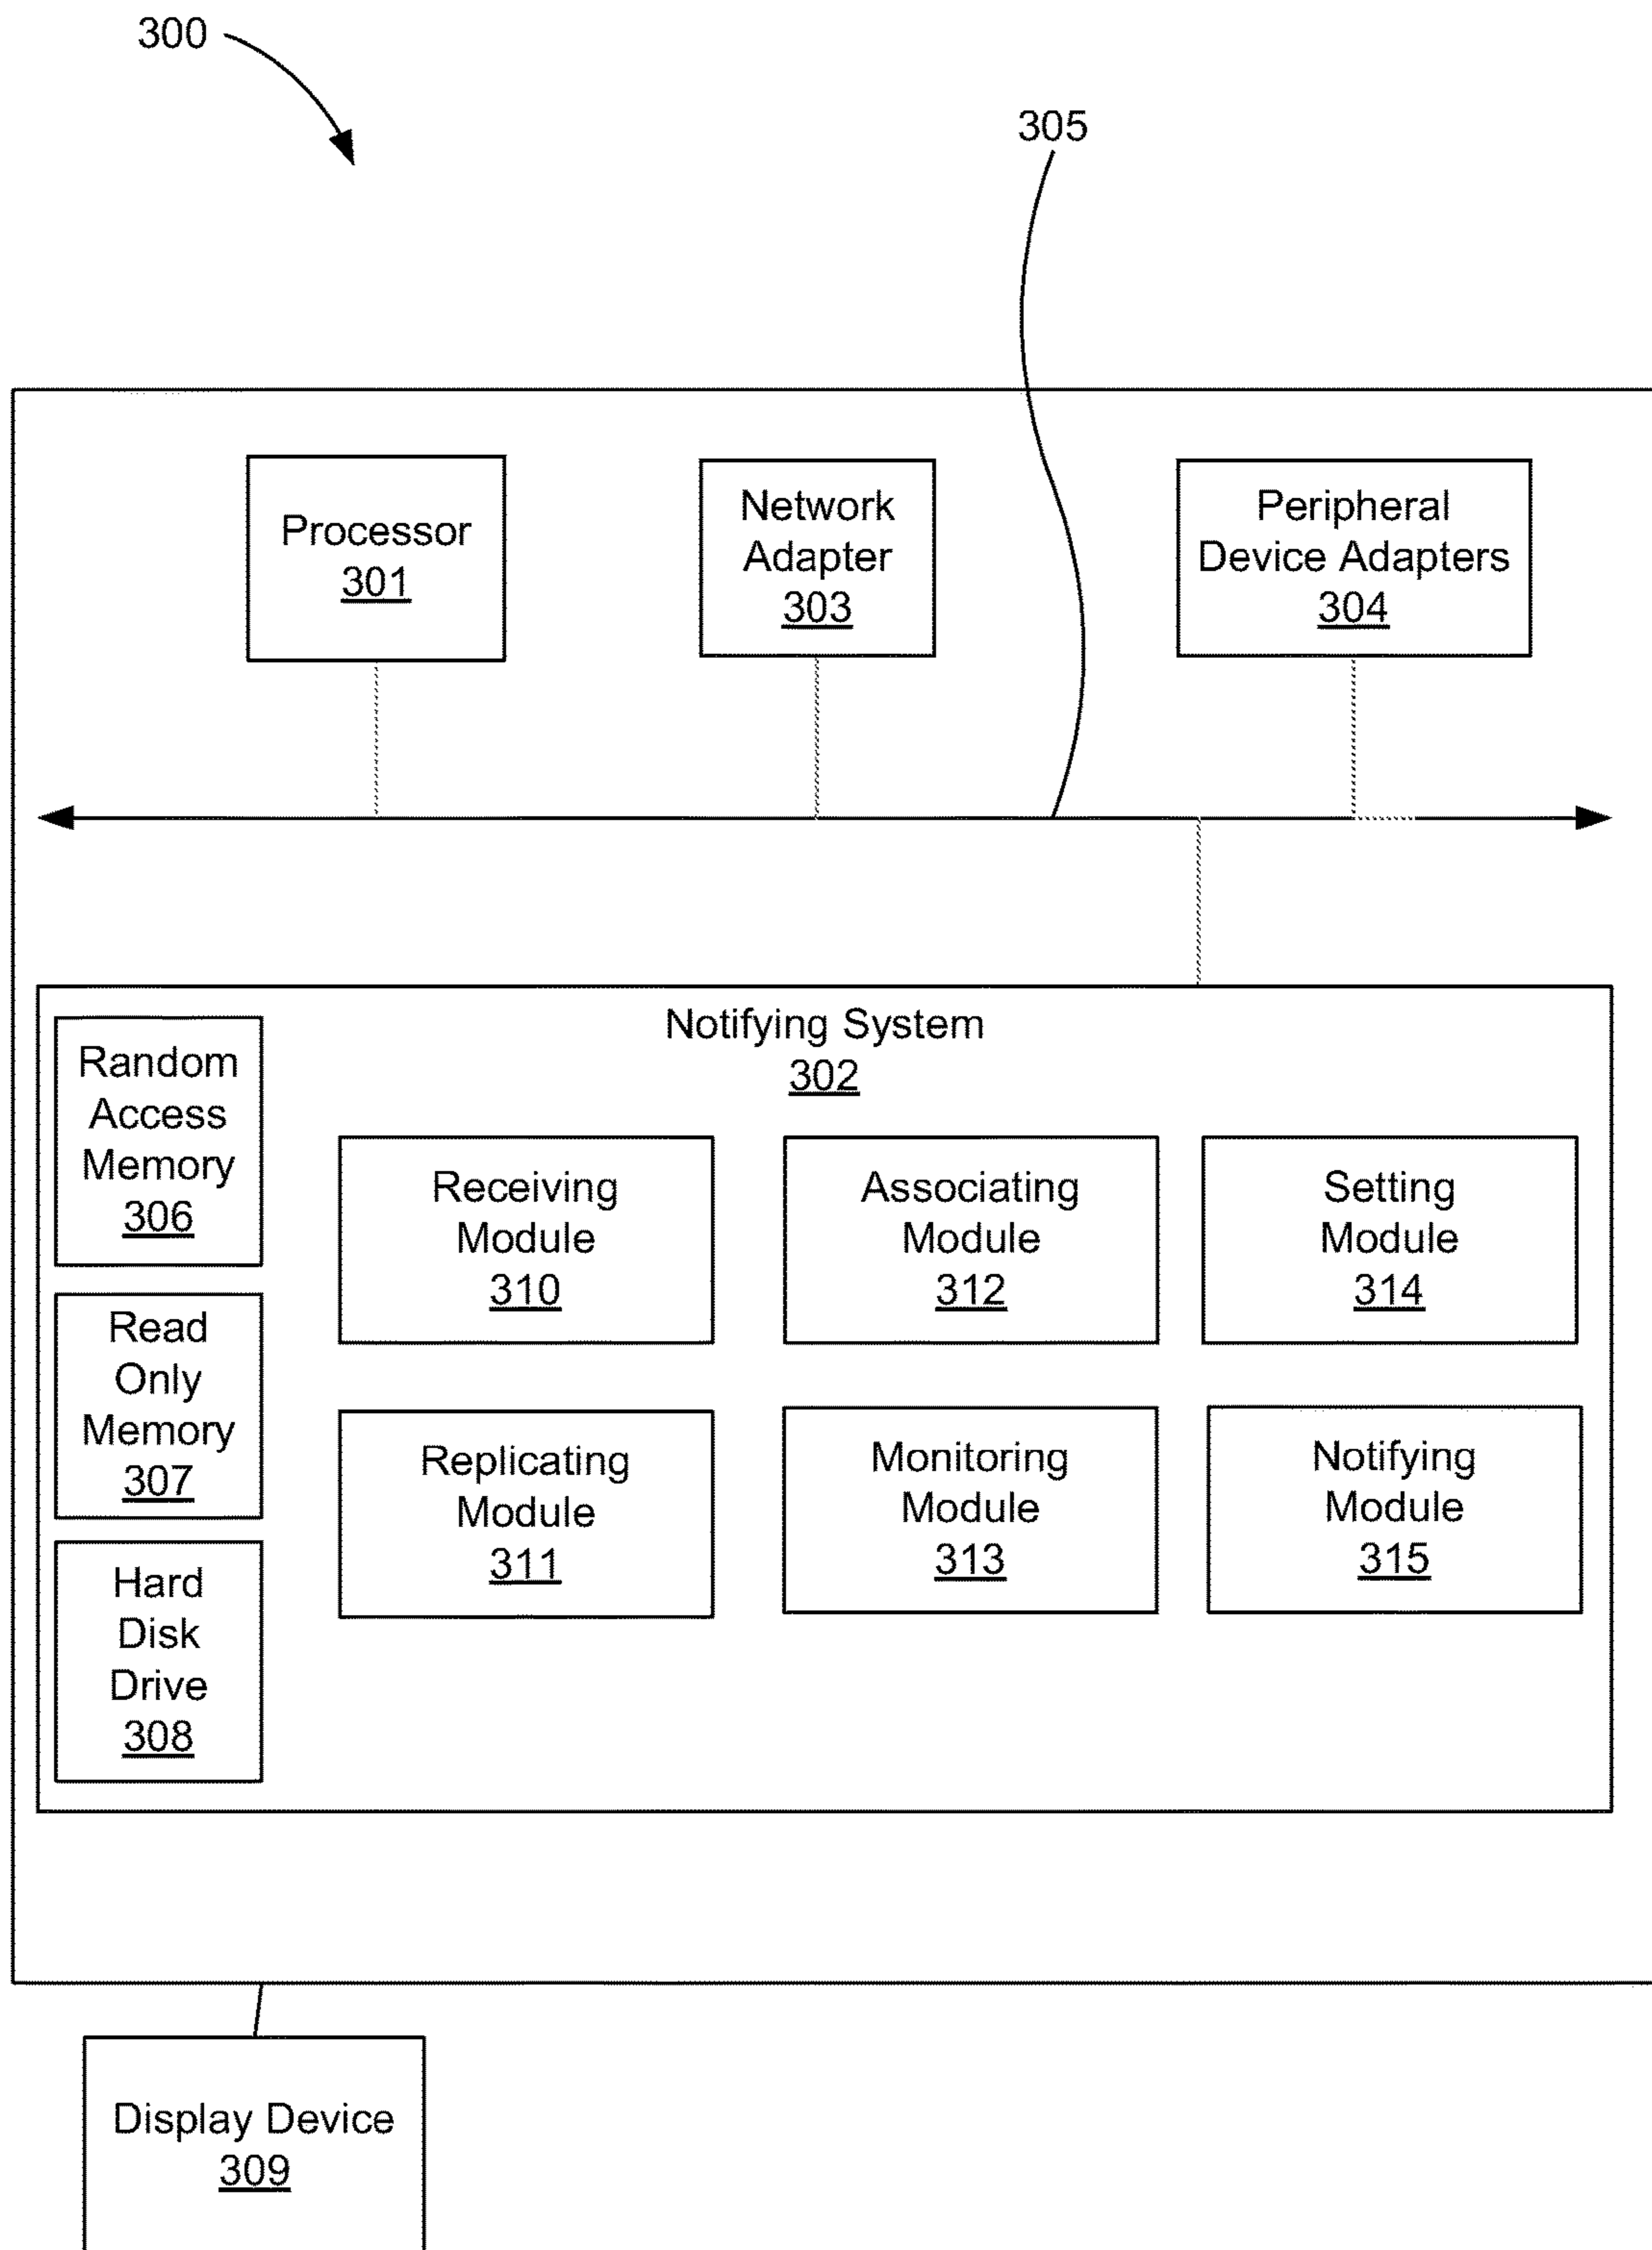 300
305
Processor
301
Network
Adapter
303
Peripheral
Device Adapters
304
Notifying System
302
Random
Access
Memory
306
Read
Only
Memory
307
Hard
Disk
Drive
308
Receiving
Module
310
Associating
Module
312
Setting
Module
314
Replicating
Module
311
Monitoring
Module
313
Notifying
Module
315
Display Device
309